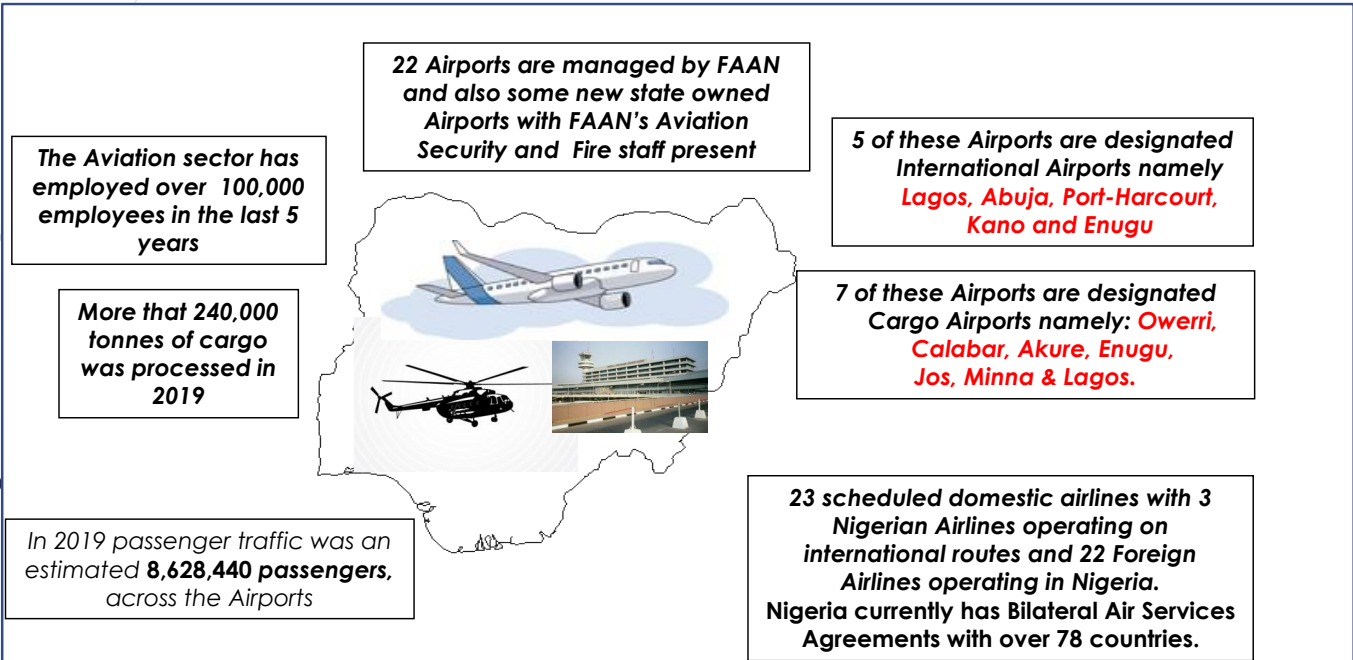 22 Airports are managed by FAAN
and also some new state owned
Airports with FAAN's Aviation
Security and Fire staff present
The Aviation sector has
employed over 100,000
employees in the last 5
years
5 of these Airports are designated
International Airports namely
Lagos, Abuja, Port-Harcourt,
Kano and Enugu
More that 240,000
tonnes of cargo
was processed in
2019
7 of these Airports are designated
Cargo Airports namely: Owerri,
Calabar, Akure, Enugu,
Jos, Minna & Lagos.
In 2019 passenger traffic was an
estimated 8,628,440 passengers,
across the Airports
23 scheduled domestic airlines with 3
Nigerian Airlines operating on
international routes and 22 Foreign
Airlines operating in Nigeria.
Nigeria currently has Bilateral Air Services
Agreements with over 78 countries.